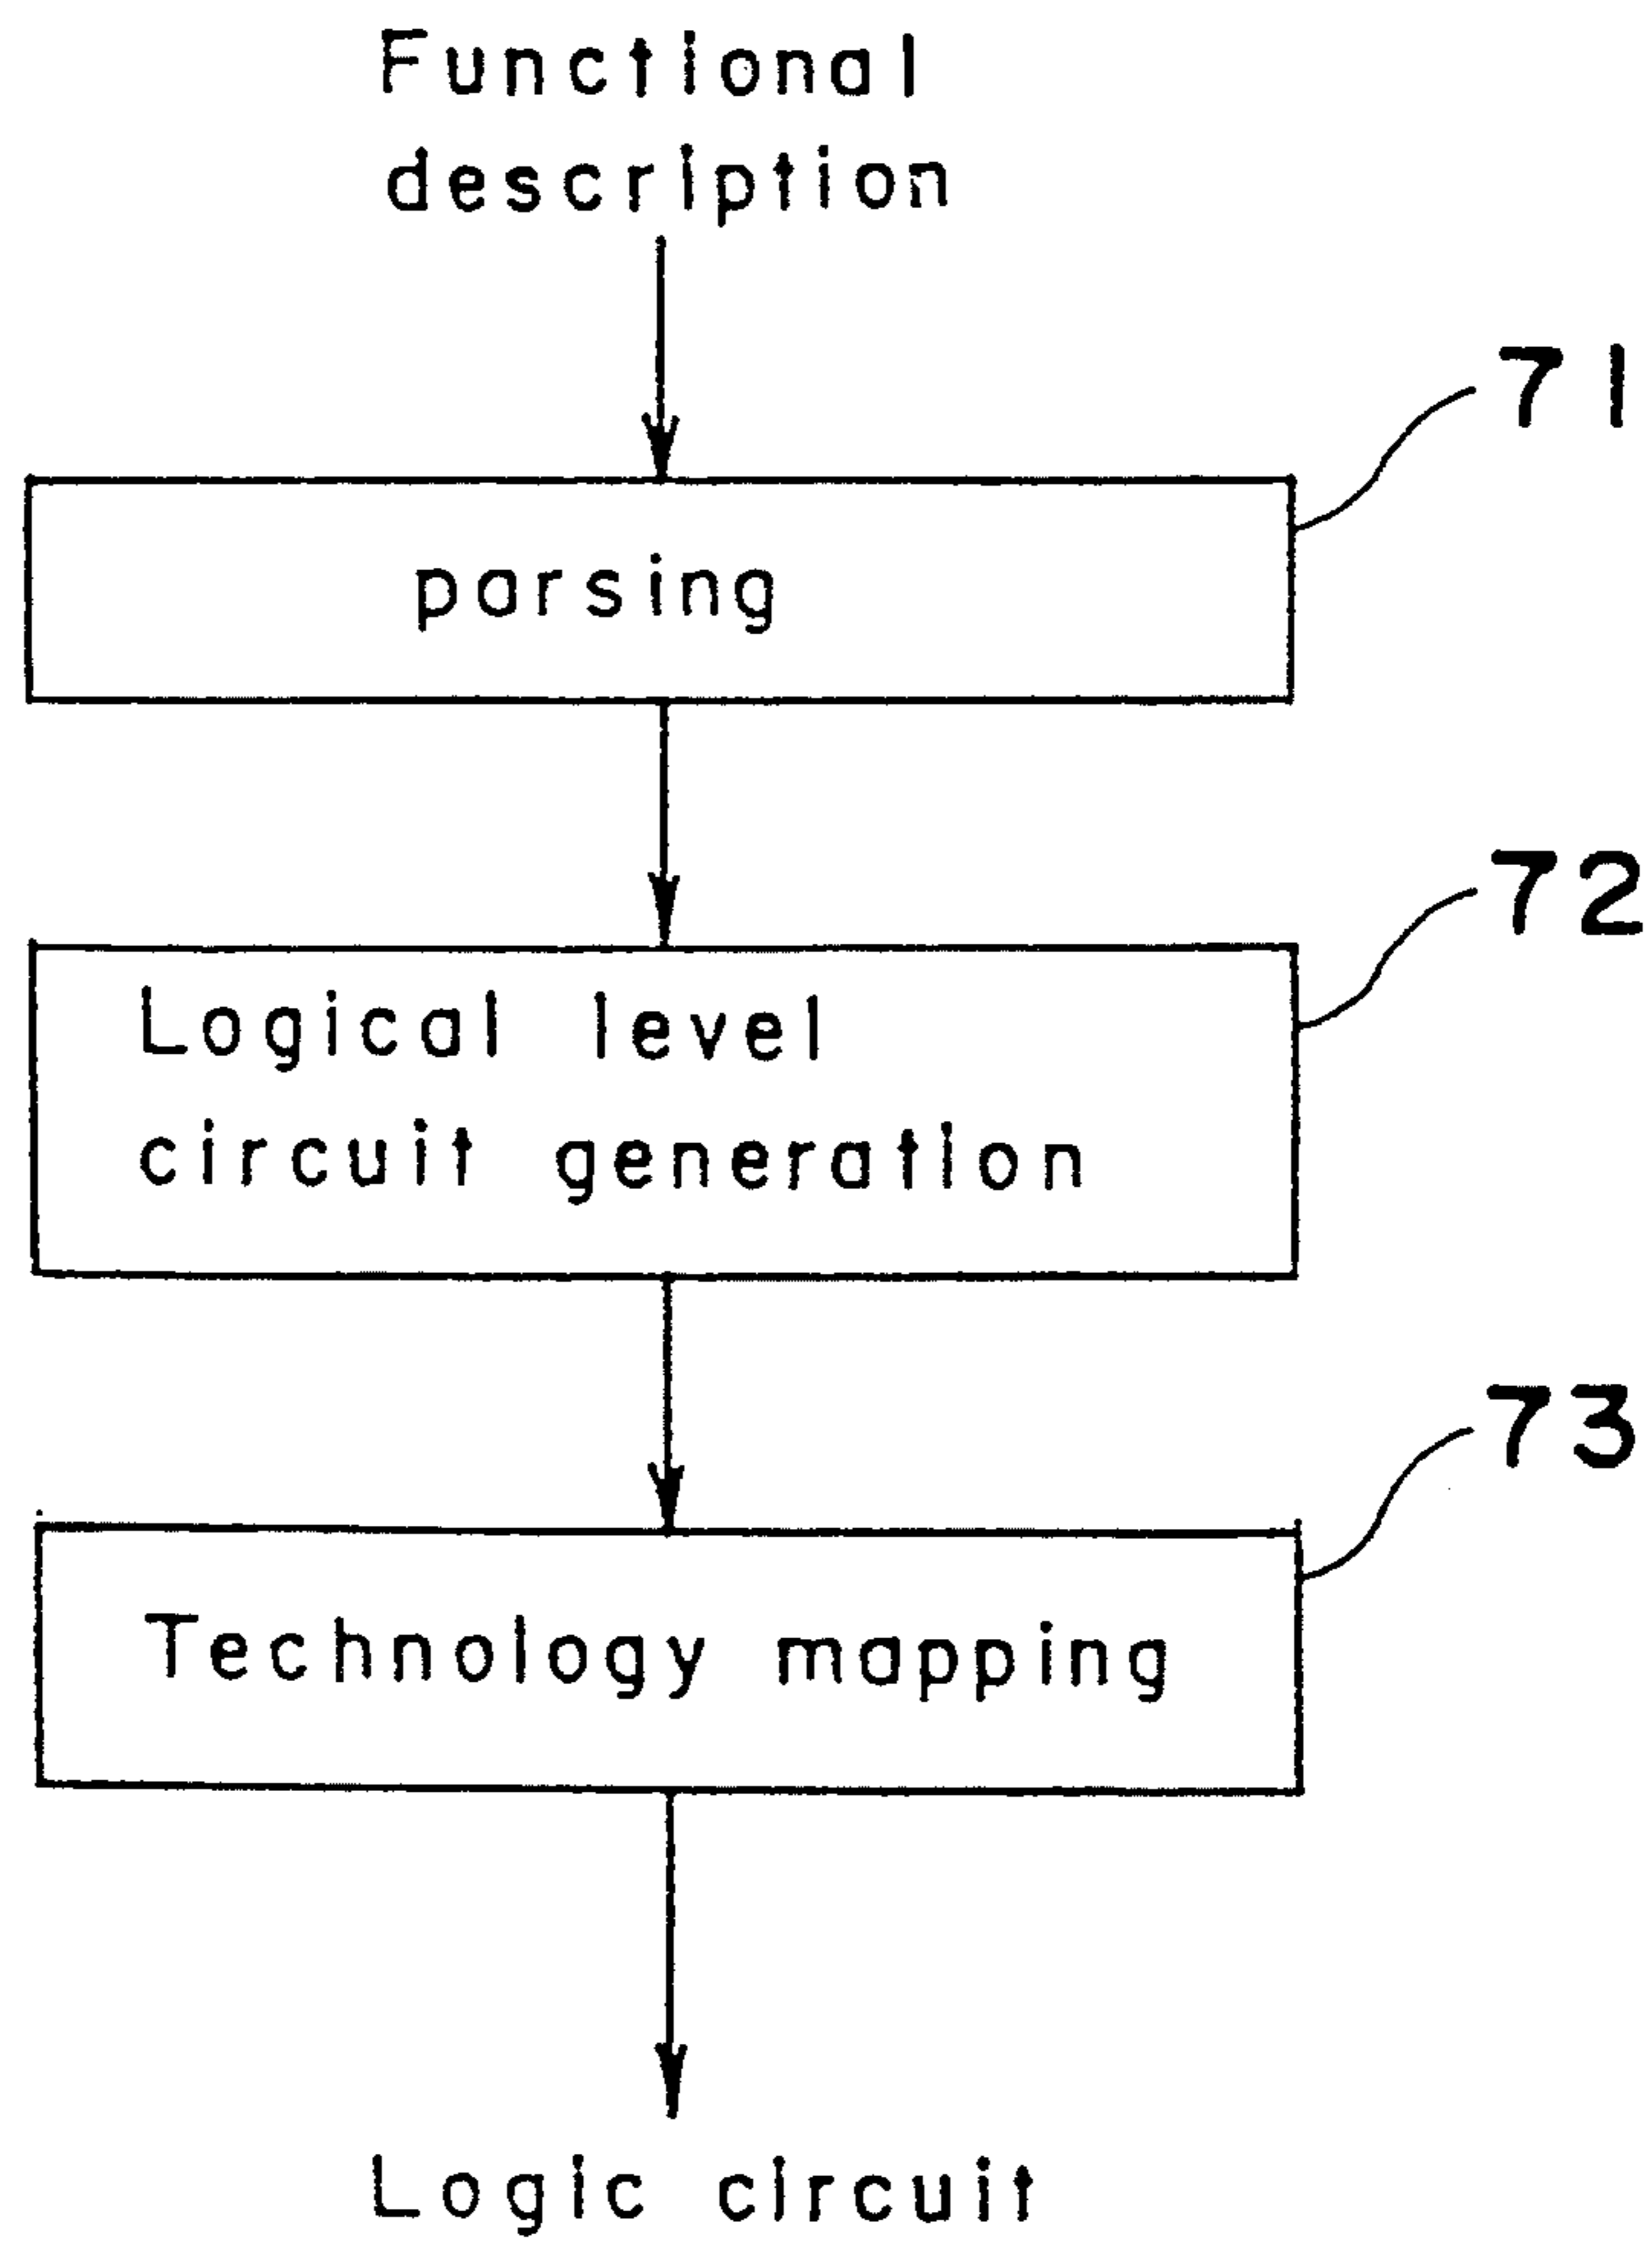 Functional
description
71
parsing
72
Logical level
circuit generation
73
Technology mapping
Logic circuit